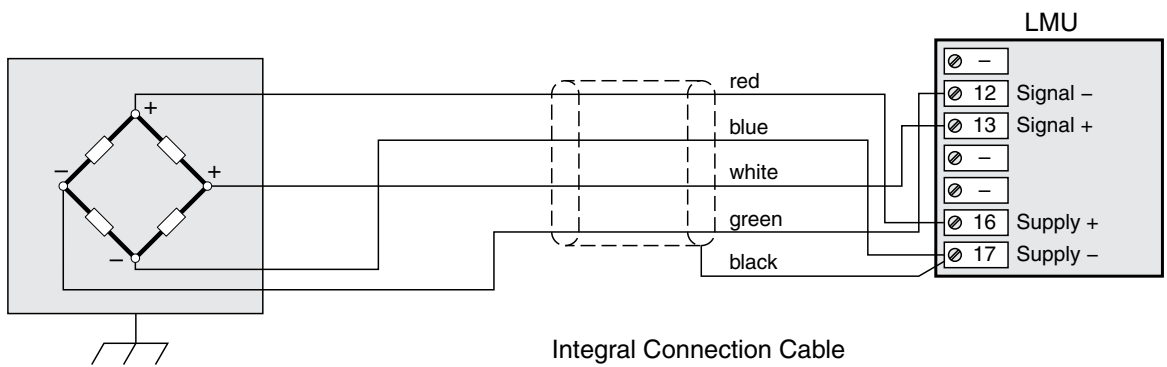 LMU
–
red
12 Signal –
+
blue
13 Signal +
–
–
+
white
–
green
16 Supply +
–
black
17 Supply –
Integral Connection Cable